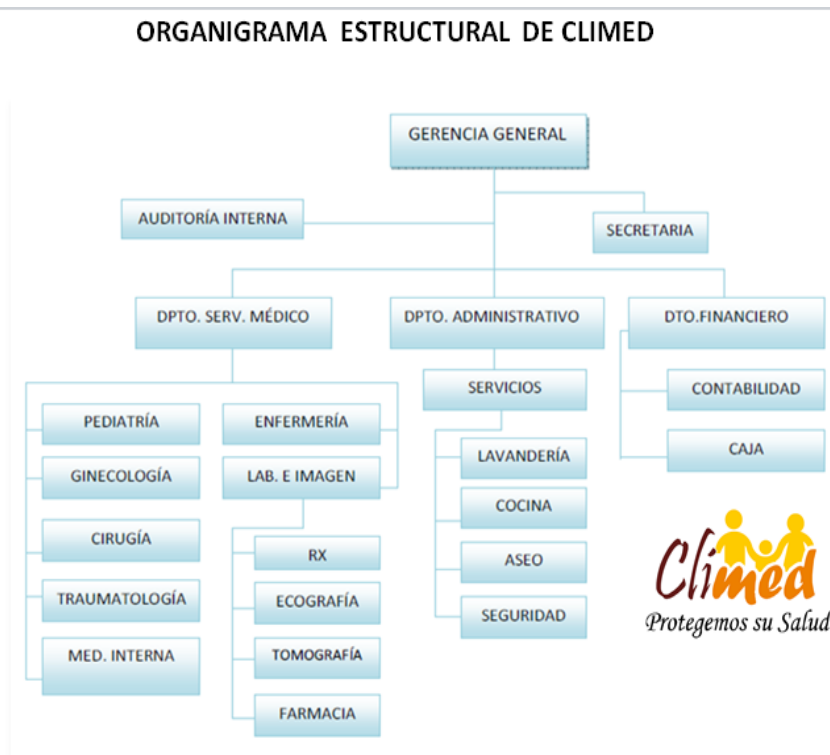 ORGANIGRAMA ESTRUCTURAL DE CLIMED
GERENCIA GENERAL
AUDITORÍA INTERNA
SECRETARIA
DPTO. SERV. MÉDICO
DPTO. ADMINISTRATIVO
DTO.FINANCIERO
PEDIATRÍA
GINECOLOGÍA
CIRUGÍA
TRAUMATOLOGÍA
MED. INTERNA
ENFERMERÍA
LAB. E IMAGEN
RX
ECOGRAFÍA
TOMOGRAFÍA
FARMACIA
SERVICIOS
LAVANDERÍA
COCINA
ASEO
SEGURIDAD
CONTABILIDAD
CAJA
Climed
Protegemos su Salud